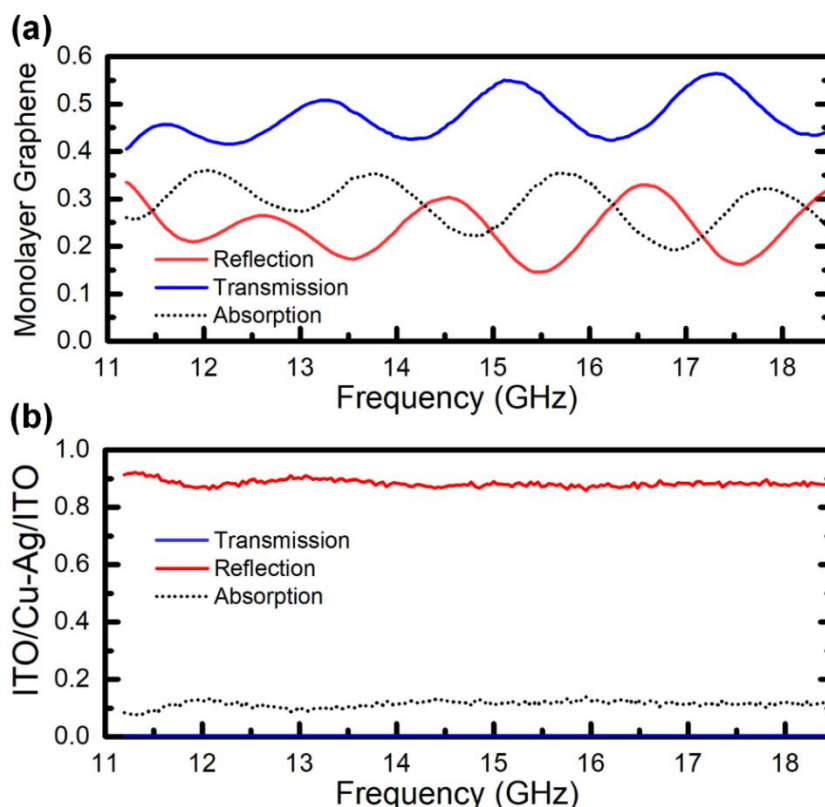 (a)
Monolayer Graphene
0.6
0.5
0.4
0.3
0.2
0.1
0.0
Reflection
Transmission
Absorption
11 12 13 14 15 16 17 18
Frequency (GHz)
(b)
ITO/Cu-Ag/ITO
1.0
0.8
0.6
0.4
0.2
0.0
Transmission
Reflection
Absorption
11 12 13 14 15 16 17 18
Frequency (GHz)